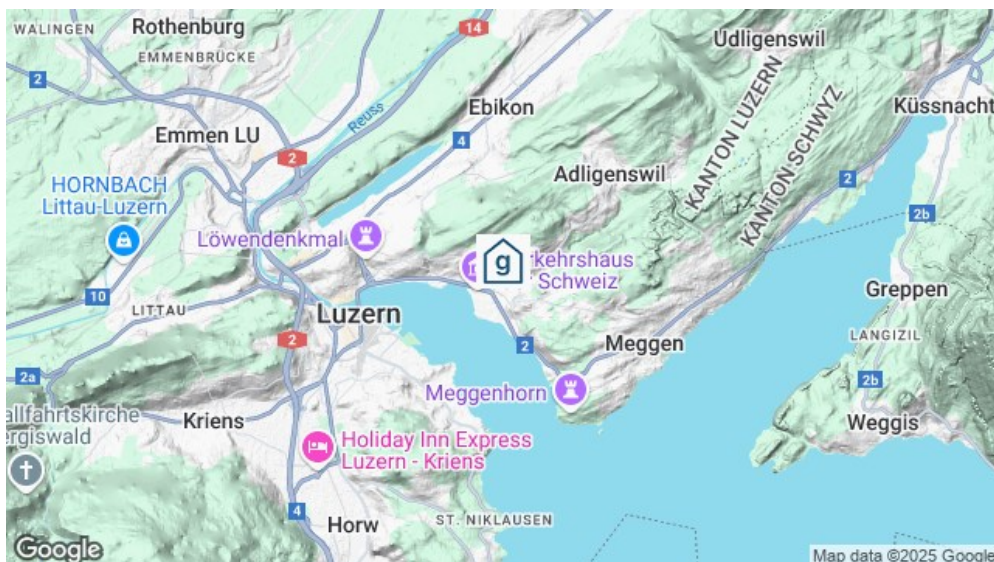 WALINGEN
Rothenburg
14
Udligenswil
EMMENBRÜCKE
2
Ebikon
Küssnacht
Reuss
KANTON LUZERN
KANTON SCHWYZ
Emmen LU
4
2
Adligenswil
2
HORNBACH
Littau-Luzern
2b
Löwendenkmal
g
rkehrshaus
Schweiz
10
Greppen
LITTAU
Luzern
LANGIZIL
2
2
Meggen
2a
2b
Meggenhorn
allfahrtskirche
ergiswald
Kriens
Weggis
Holiday Inn Express
Luzern - Kriens
4
Horw
ST. NIKLAUSEN
Google
Map data ©2025 Google